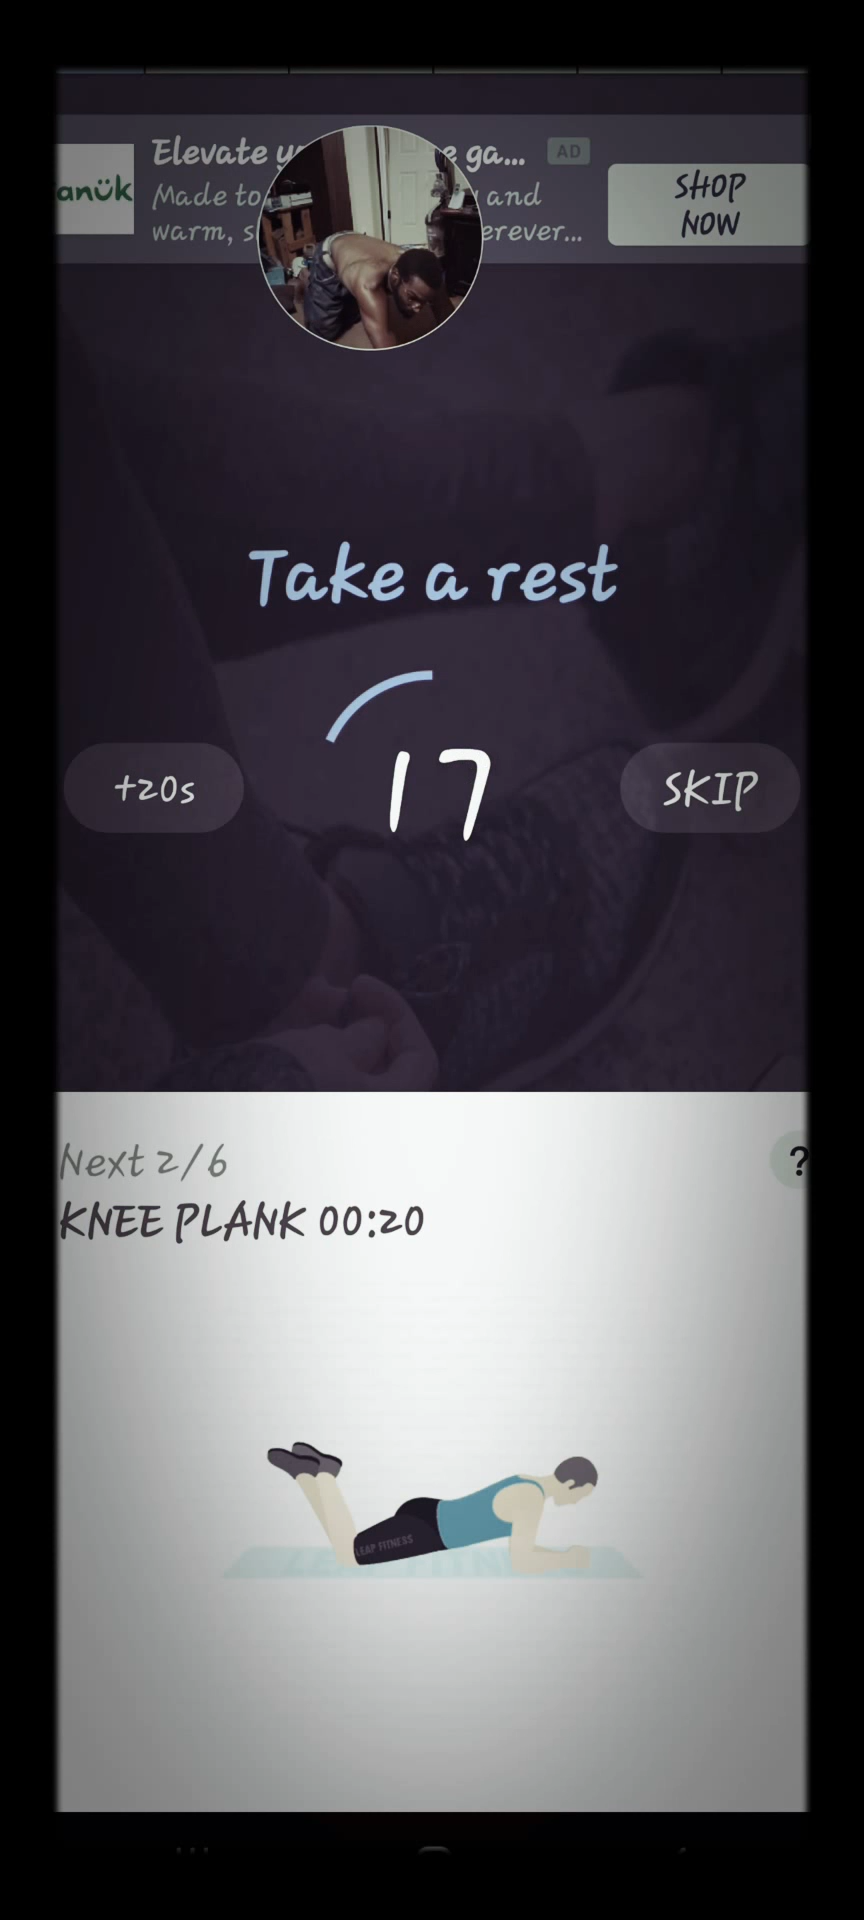 Elevate y e ga... AD
anük
Made to and
warm, s erever...
SHOP
NOW
Take a rest
17
+20s
SKIP
Next 2/6
?
KNEE PLANK 00:20
LEAP FITNESS